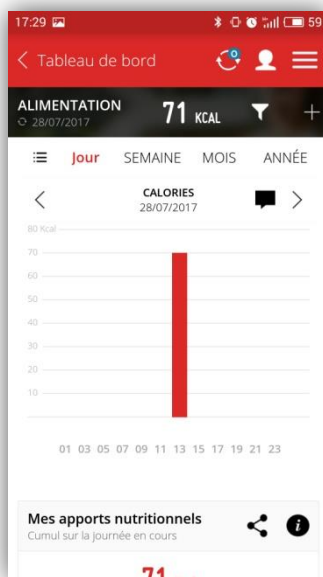 17:29 59
Tableau de bord 0
ALIMENTATION 71 KCAL
28/07/2017
Jour SEMAINE MOIS ANNÉE
CALORIES
28/07/2017
80 Kcal
70
60
50
40
30
20
10
01 03 05 07 09 11 13 15 17 19 21 23
Mes apports nutritionnels
Cumul sur la journée en cours
71